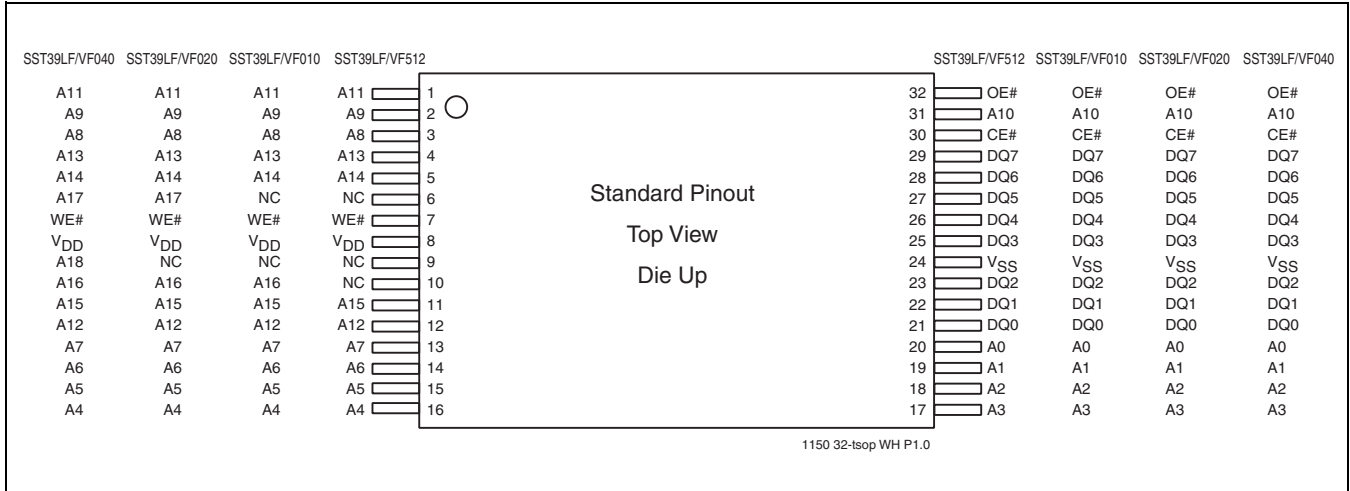 SST39LF/VF040 SST39LF/VF020 SST39LF/VF010 SST39LF/VF512 SST39LF/VF512 SST39LF/VF010 SST39LF/VF020 SST39LF/VF040
A11 A11 A11 A11 1 32 OE# OE# OE# OE#
A9 A9 A9 A9 2 31 A10 A10 A10 A10
A8 A8 A8 A8 3 30 CE# CE# CE# CE#
A13 A13 A13 A13 4 29 DQ7 DQ7 DQ7 DQ7
A14 A14 A14 A14 5 28 DQ6 DQ6 DQ6 DQ6
A17 A17 NC NC 6 27 DQ5 DQ5 DQ5 DQ5
WE# WE# WE# WE# 7 26 DQ4 DQ4 DQ4 DQ4
VDD VDD VDD VDD 8 25 DQ3 DQ3 DQ3 DQ3
A18 NC NC NC 9 24 VSS VSS VSS VSS
A16 A16 A16 NC 10 23 DQ2 DQ2 DQ2 DQ2
A15 A15 A15 A15 11 22 DQ1 DQ1 DQ1 DQ1
A12 A12 A12 A12 12 21 DQ0 DQ0 DQ0 DQ0
A7 A7 A7 A7 13 20 A0 A0 A0 A0
A6 A6 A6 A6 14 19 A1 A1 A1 A1
A5 A5 A5 A5 15 18 A2 A2 A2 A2
A4 A4 A4 A4 16 17 A3 A3 A3 A3
Standard Pinout
Top View
Die Up
1150 32-tsop WH P1.0